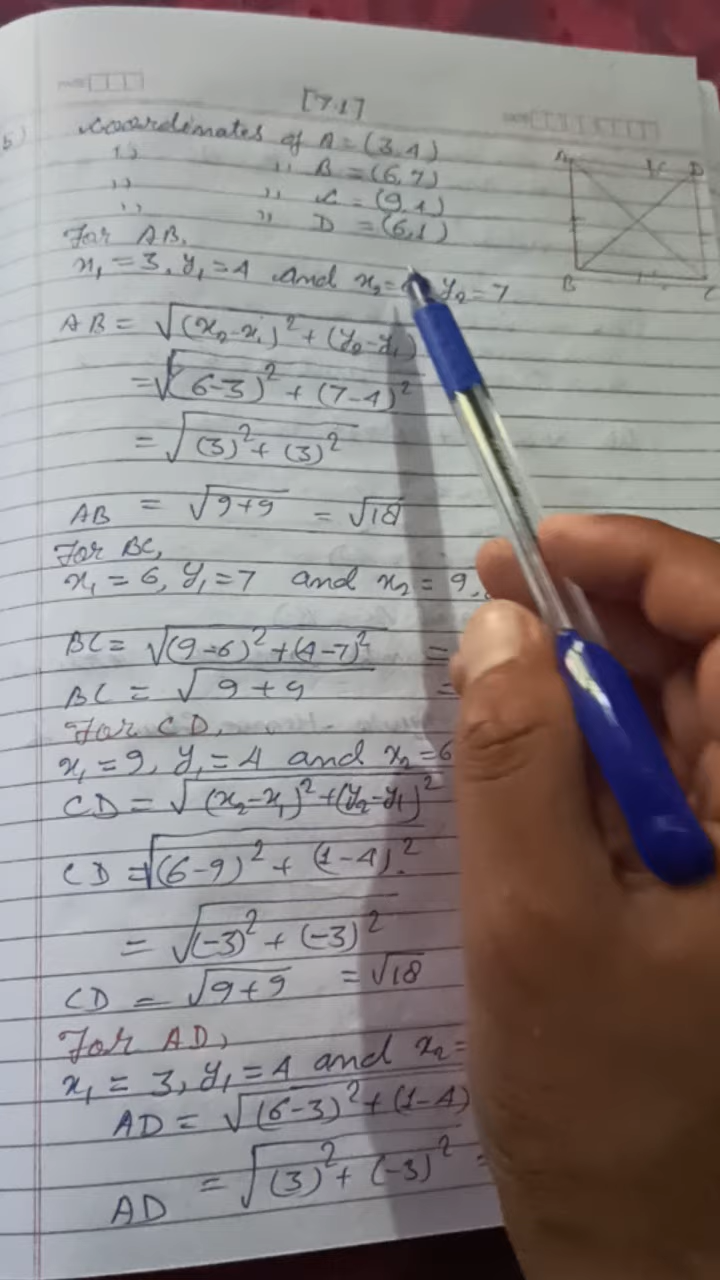 [7.1]
5) Coordinates of A = (3,4)
,, ,, B = (6,7)
,, ,, C = (9,4)
,, ,, D = (6,1)
For AB,
x₁ = 3, y₁ = 4 and x₂ = y₂ = 7
AB = √(x₂-x₁)² + (y₂-y₁)
= √(6-3)² + (7-4)²
= √(3)² + (3)²
AB = √9+9 = √18
For BC,
x₁ = 6, y₁ = 7 and x₂ = 9,
BC = √(9-6)² + (4-7)² =
BC = √9+9 =
For CD,
x₁ = 9, y₁ = 4 and x₂ = 6
CD = √(x₂-x₁)² + (y₂-y₁)²
CD = √(6-9)² + (1-4)²
= √(-3)² + (-3)²
CD = √9+9 = √18
For AD,
x₁ = 3, y₁ = 4 and x₂ =
AD = √(6-3)² + (1-4)
AD = √(3)² + (-3)² =
A
D
B
C